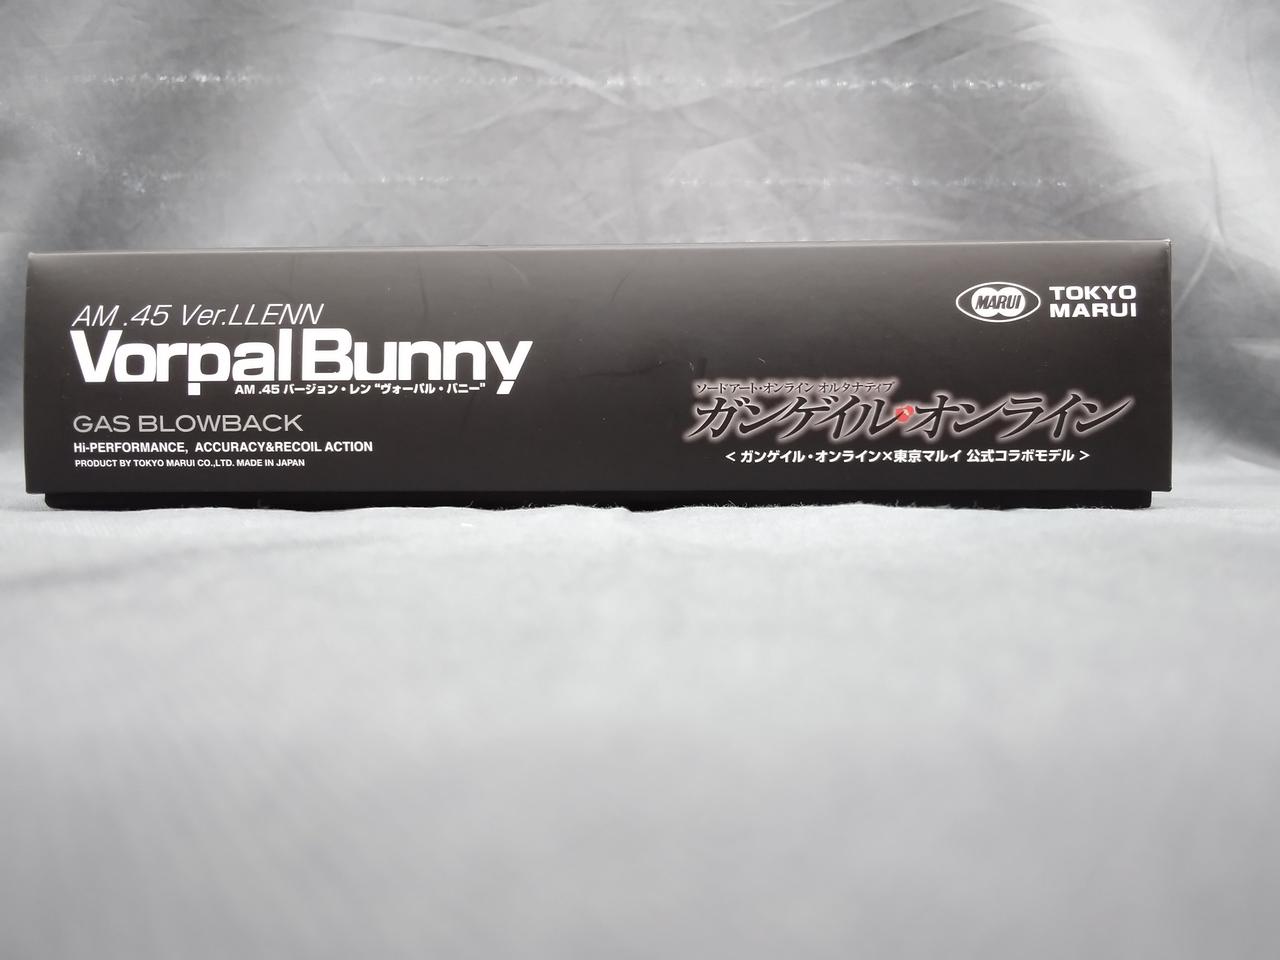 AM .45 Ver.LLENN
Vorpal Bunny
AM .45 バージョン・レン "ヴォーパル・バニー"
GAS BLOWBACK
Hi-PERFORMANCE, ACCURACY&RECOIL ACTION
PRODUCT BY TOKYO MARUI CO.,LTD. MADE IN JAPAN
MARUI
TOKYO
MARUI
ソードアート・オンライン オルタナティブ
ガンゲイル・オンライン
< ガンゲイル・オンライン×東京マルイ 公式コラボモデル >